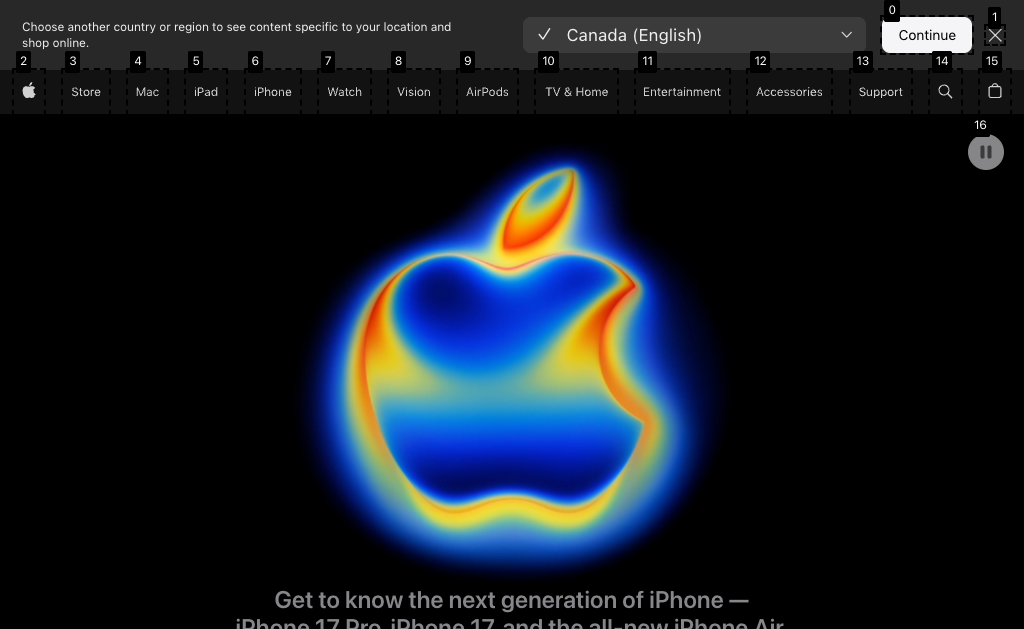 Choose another country or region to see content specific to your location and
shop online.
Canada (English)
0
Continue
1
2
3
4
5
6
7
8
9
10
11
12
13
14
15
Store
Mac
iPad
iPhone
Watch
Vision
AirPods
TV & Home
Entertainment
Accessories
Support
16
Get to know the next generation of iPhone —
iPhone 17 Pro, iPhone 17, and the all-new iPhone Air